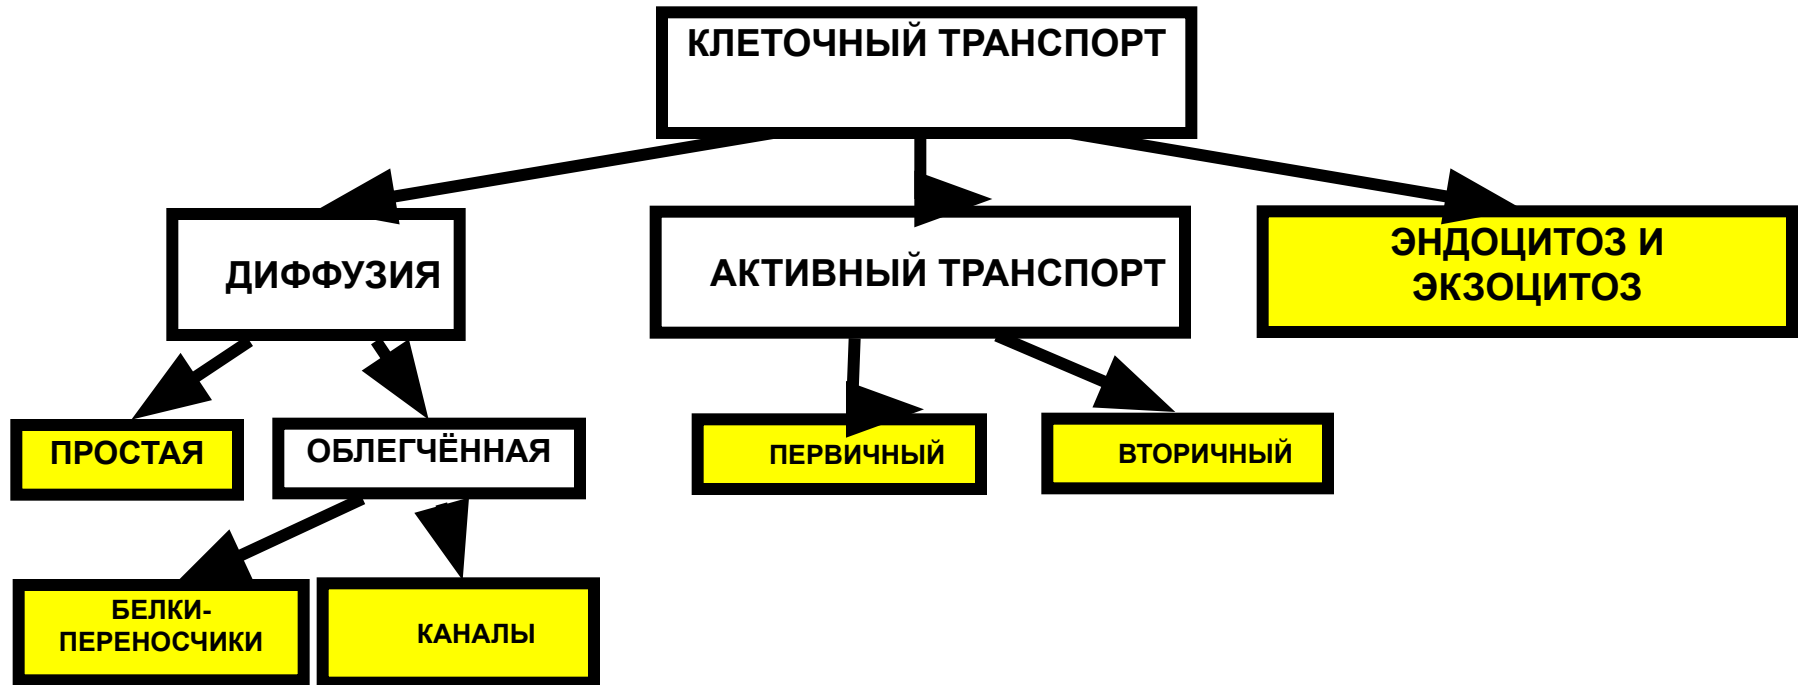 КЛЕТОЧНЫЙ ТРАНСПОРТ
ДИФФУЗИЯ
АКТИВНЫЙ ТРАНСПОРТ
ЭНДОЦИТОЗ И
ЭКЗОЦИТОЗ
ПРОСТАЯ
ОБЛЕГЧЁННАЯ
ПЕРВИЧНЫЙ
ВТОРИЧНЫЙ
БЕЛКИ-
ПЕРЕНОСЧИКИ
КАНАЛЫ